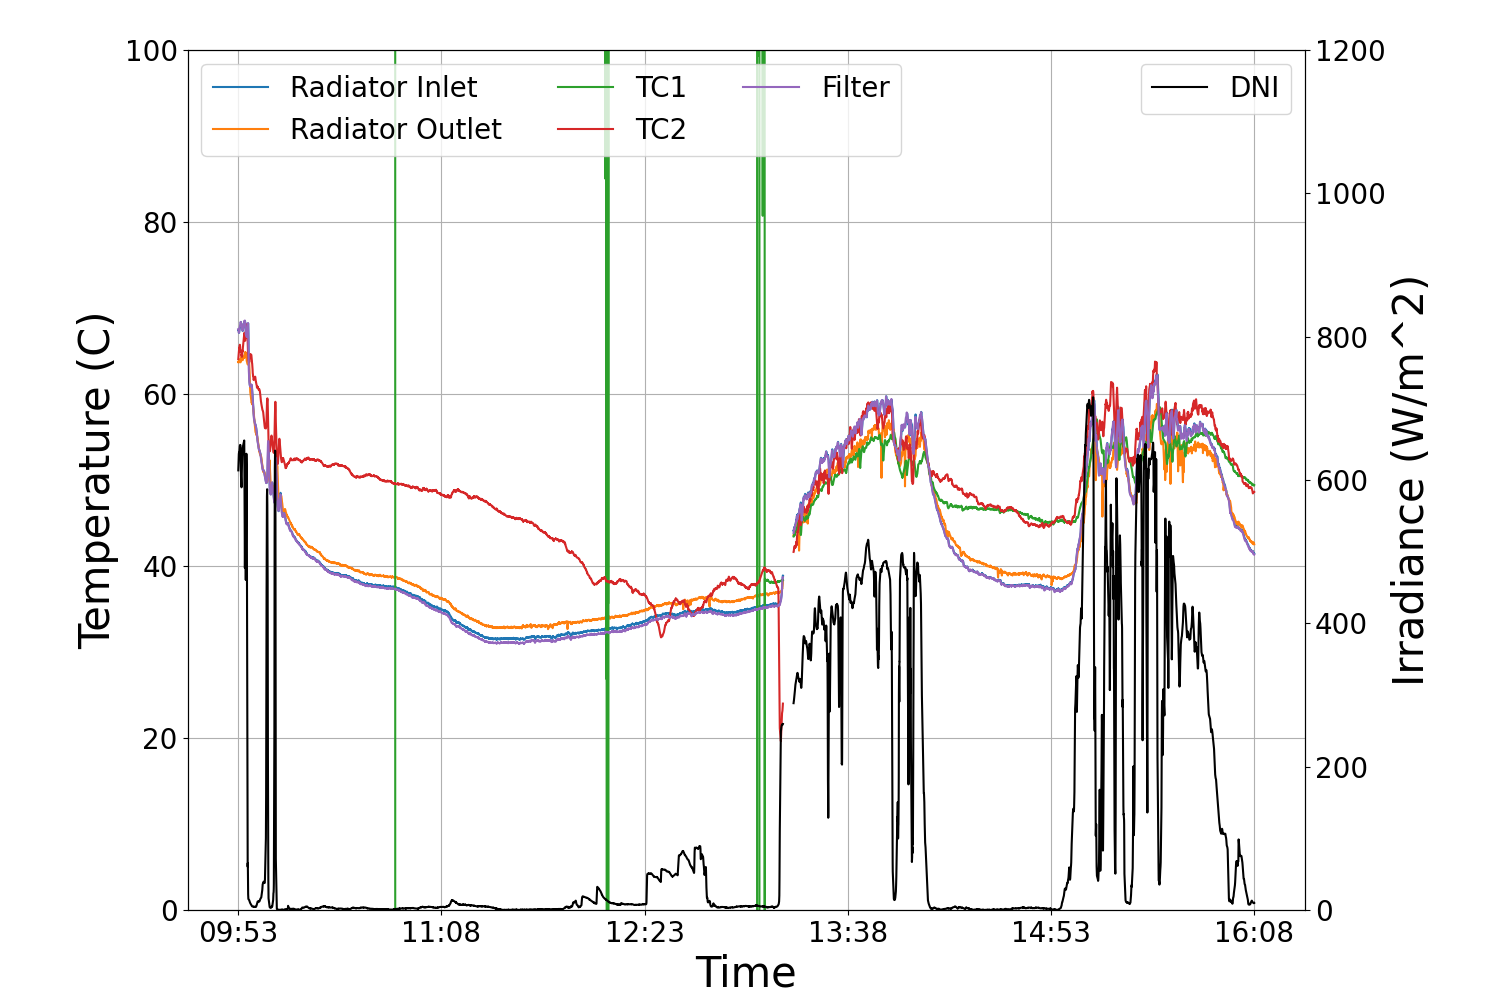 Radiator Inlet
Radiator Outlet
TC1
TC2
Filter
DNI
100
80
60
40
20
0
Temperature (C)
1200
1000
800
600
400
200
0
Irradiance (W/m^2)
09:53
11:08
12:23
13:38
14:53
16:08
Time